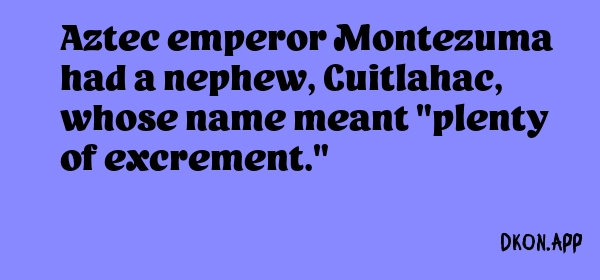 Aztec emperor Montezuma
had a nephew, Cuitlahac,
whose name meant "plenty
of excrement."
DKON.APP